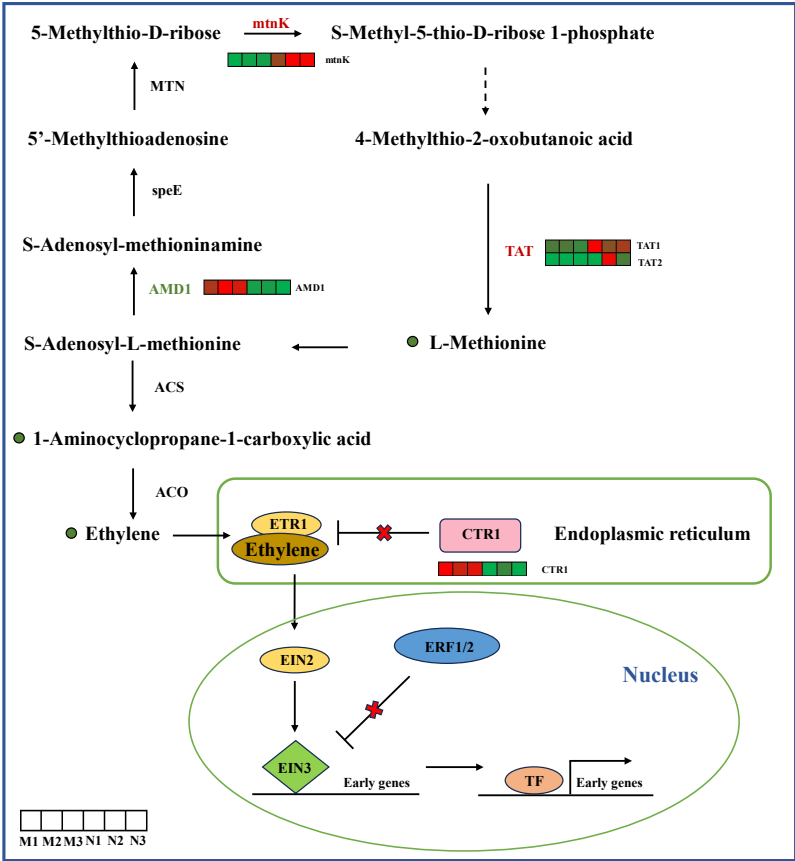 5-Methylthio-D-ribose
mtnK
S-Methyl-5-thio-D-ribose 1-phosphate
mtnK
MTN
5’-Methylthioadenosine
4-Methylthio-2-oxobutanoic acid
speE
S-Adenosyl-methioninamine
TAT
TAT1
TAT2
AMD1
AMD1
S-Adenosyl-L-methionine
L-Methionine
ACS
1-Aminocyclopropane-1-carboxylic acid
ACO
Ethylene
ETR1
Ethylene
CTR1
Endoplasmic reticulum
CTR1
EIN2
ERF1/2
Nucleus
EIN3
Early genes
TF
Early genes
M1 M2 M3 N1 N2 N3